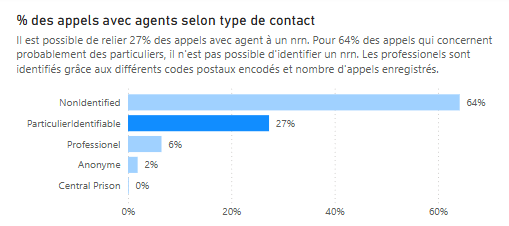 % des appels avec agents selon type de contact
Il est possible de relier 27% des appels avec agent à un nrn. Pour 64% des appels qui concernent
probablement des particuliers, il n'est pas possible d'identifier un nrn. Les professionels sont
identifiés grâce aux différents codes postaux encodés et nombre d'appels enregistrés.
NonIdentified 64%
ParticulierIdentifiable 27%
Professionel 6%
Anonyme 2%
Central Prison 0%
0% 20% 40% 60%